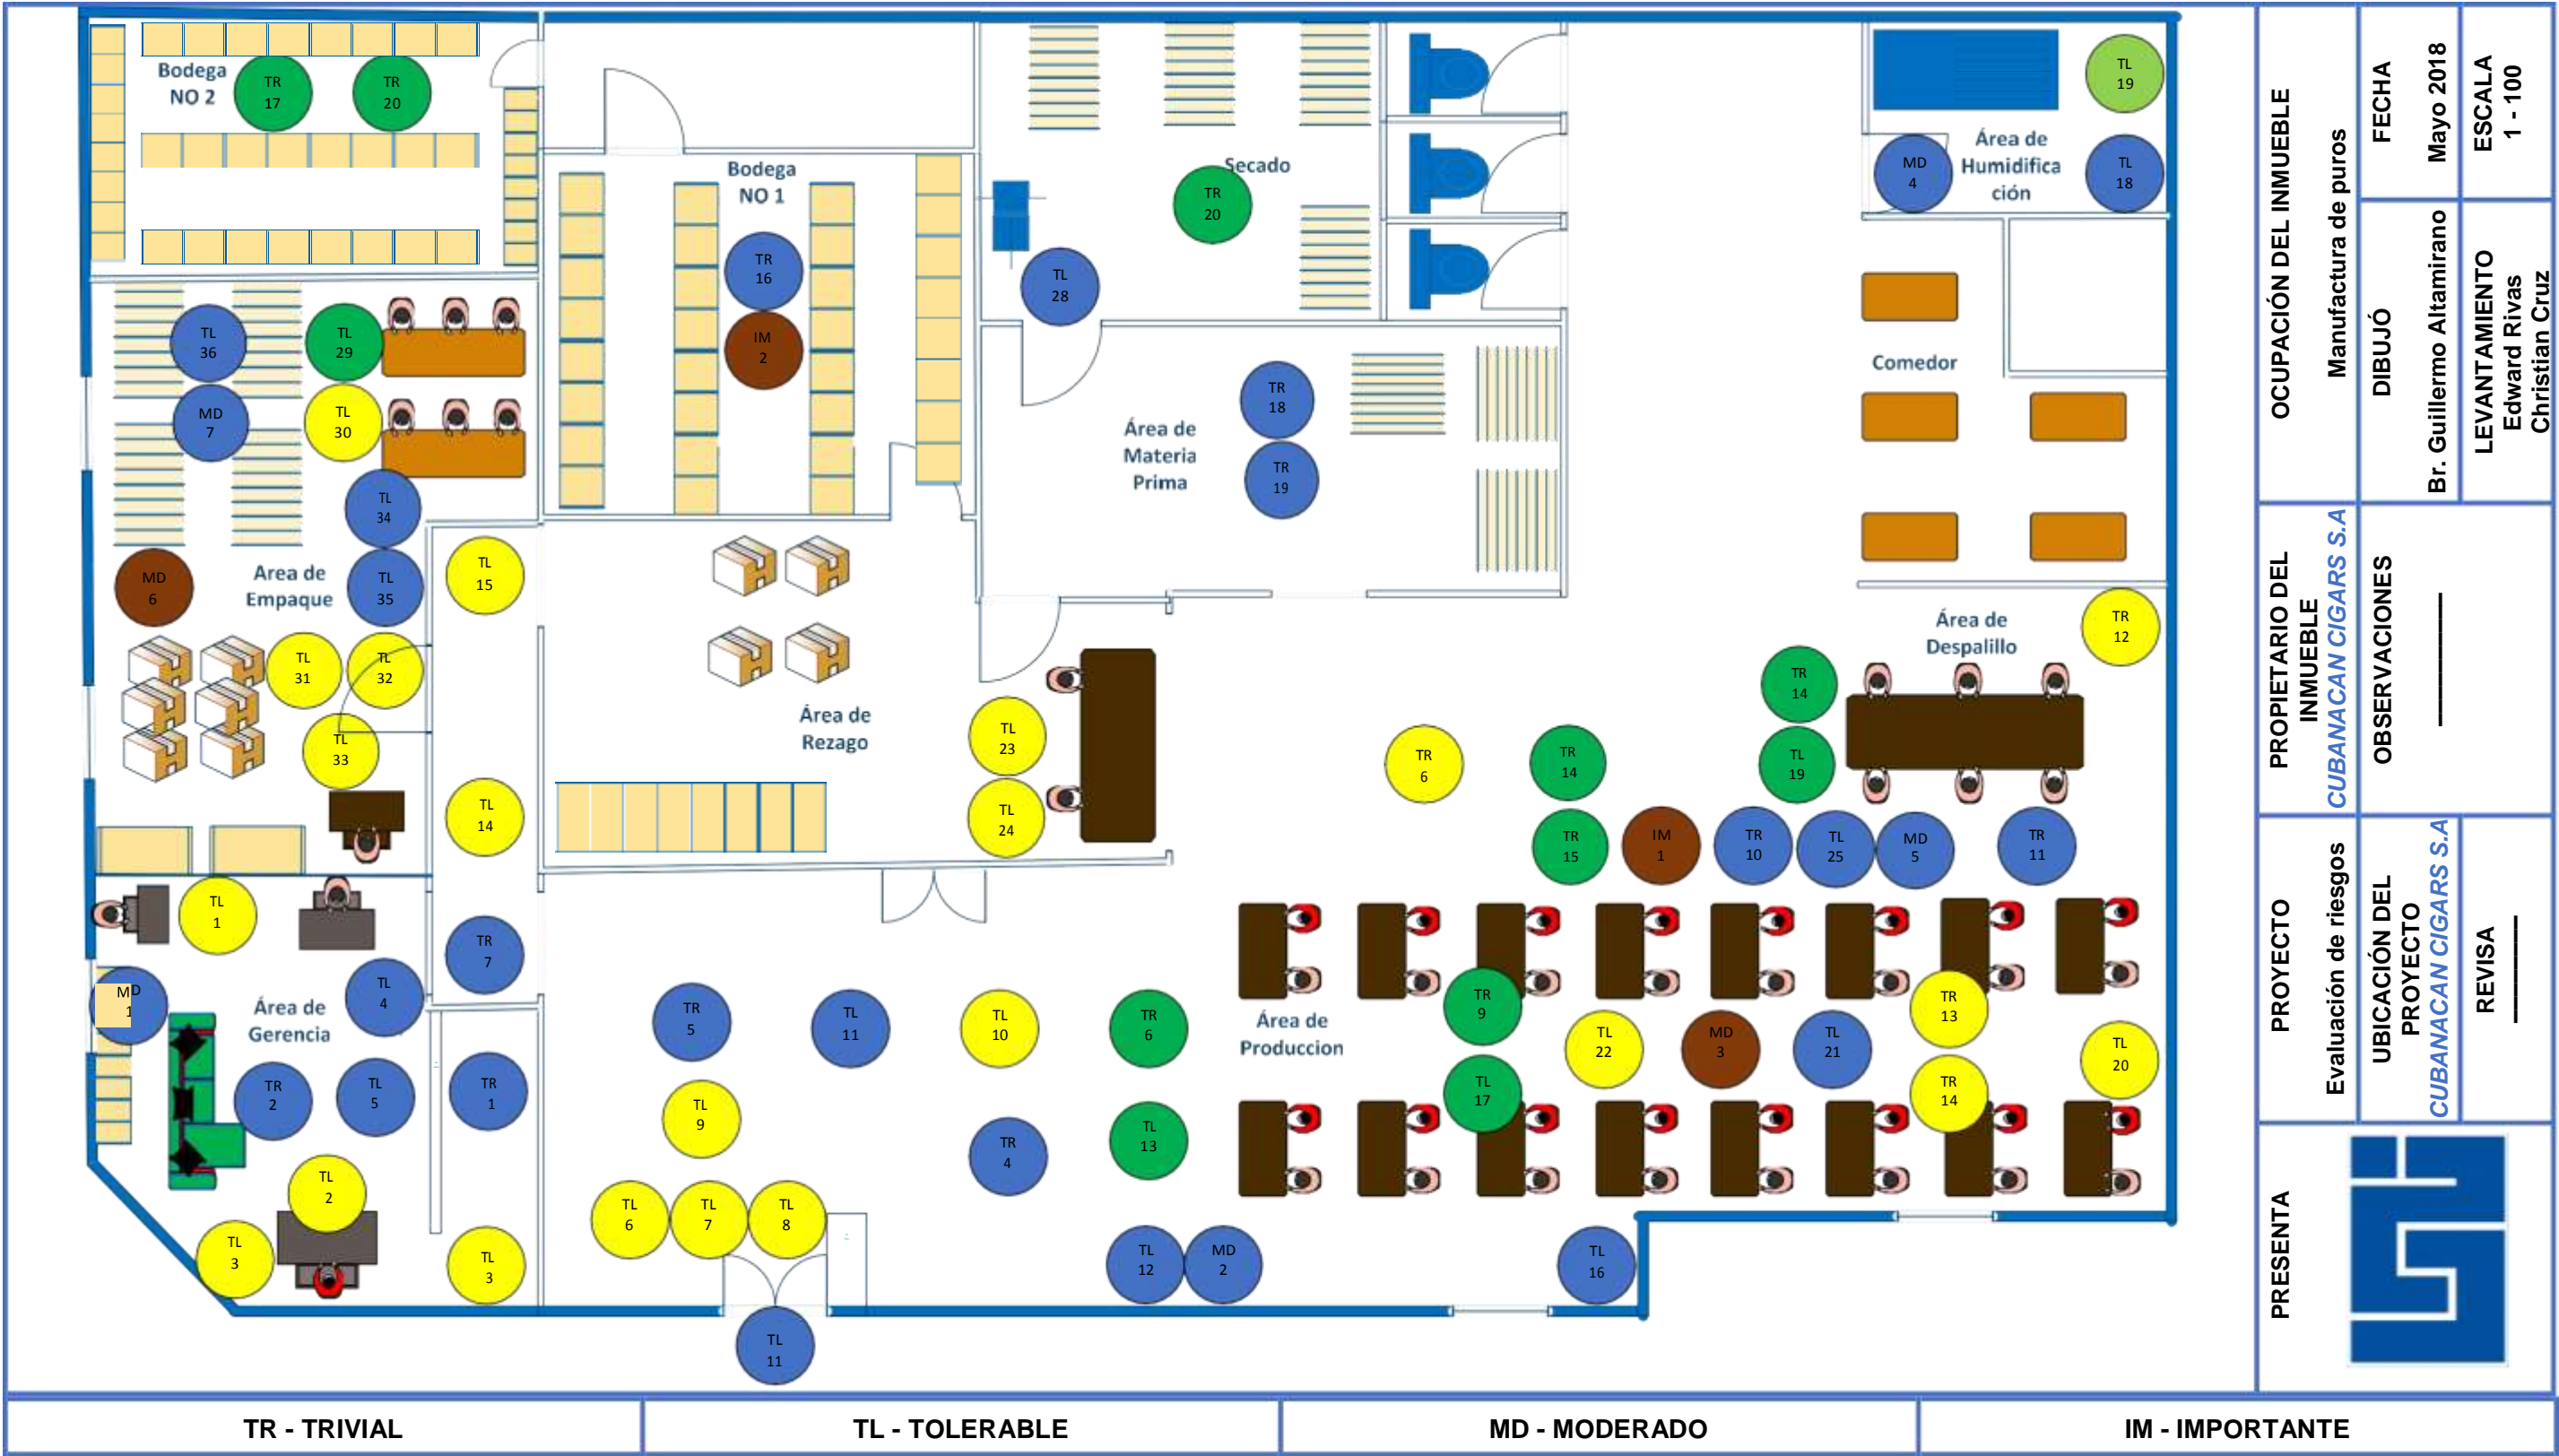 Bodega
NO 2
TR
17
TR
20
Bodega
NO 1
TR
16
IM
2
Secado
TR
20
TL
28
MD
4
Área de
Humidifica
ción
TL
19
TL
18
TL
36
TL
29
MD
7
TL
30
TL
34
TL
35
MD
6
Area de
Empaque
TL
15
TL
31
TL
32
TL
33
TL
14
Área de
Materia
Prima
TR
18
TR
19
Comedor
Área de
Rezago
TL
23
TL
24
Área de
Despalillo
TR
12
TR
14
TL
19
TR
6
TR
14
TR
15
IM
1
TR
10
TL
25
MD
5
TR
11
TL
1
MD
1
Área de
Gerencia
TL
4
TR
7
TR
2
TL
5
TR
1
TL
2
TL
3
TL
3
TR
5
TL
11
TL
10
TR
6
TL
9
TR
4
TL
13
TL
6
TL
7
TL
8
TL
12
MD
2
TL
16
TL
11
Área de
Produccion
TR
9
TL
17
TL
22
MD
3
TL
21
TR
13
TR
14
TL
20
OCUPACIÓN DEL INMUEBLE
Manufactura de puros
FECHA
Mayo 2018
ESCALA
1 - 100
DIBUJÓ
Br. Guillermo Altamirano
LEVANTAMIENTO
Edward Rivas
Christian Cruz
PROPIETARIO DEL
INMUEBLE
CUBANACAN CIGARS S.A
OBSERVACIONES
PROYECTO
Evaluación de riesgos
UBICACIÓN DEL
PROYECTO
CUBANACAN CIGARS S.A
REVISA
PRESENTA
TR - TRIVIAL
TL - TOLERABLE
MD - MODERADO
IM - IMPORTANTE